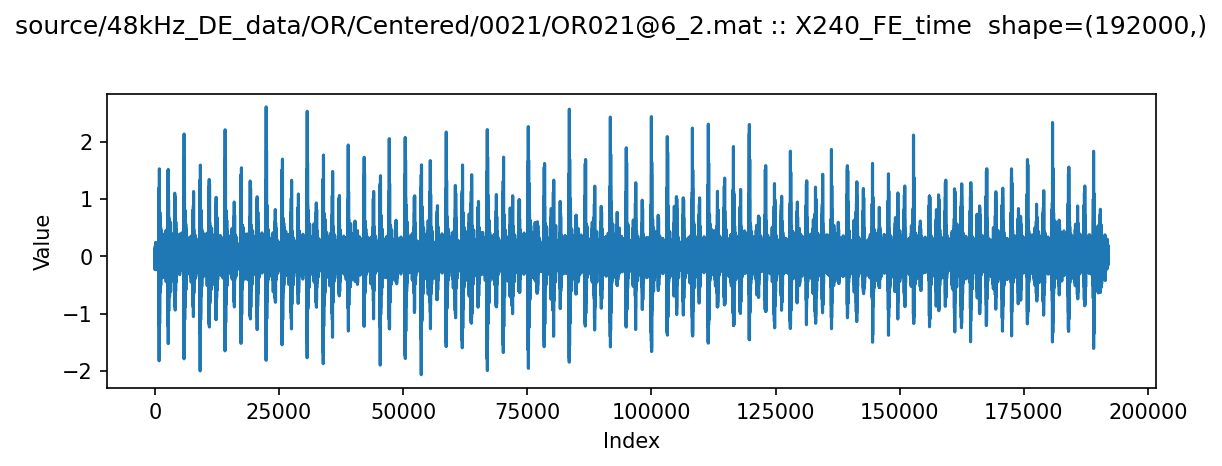 source/48kHz_DE_data/OR/Centered/0021/OR021@6_2.mat :: X240_FE_time  shape=(192000,)
2
1
0
−1
−2
Value
0 25000 50000 75000 100000 125000 150000 175000 200000
Index